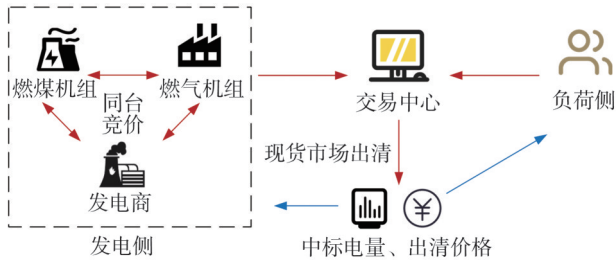 燃煤机组
燃气机组
同台
竞价
发电商
发电侧
交易中心
负荷侧
现货市场出清
¥
中标电量、出清价格